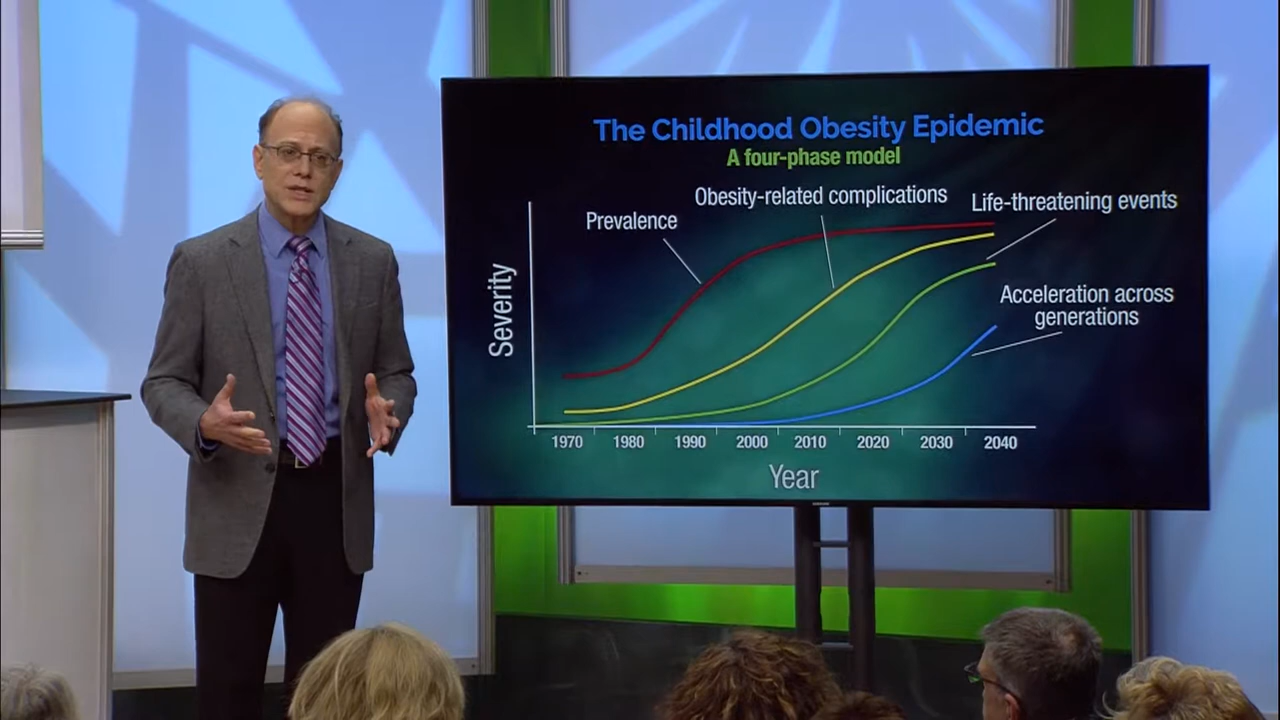 The Childhood Obesity Epidemic
A four-phase model
Obesity-related complications
Life-threatening events
Prevalence
Acceleration across
generations
Severity
1970 1980 1990 2000 2010 2020 2030 2040
Year